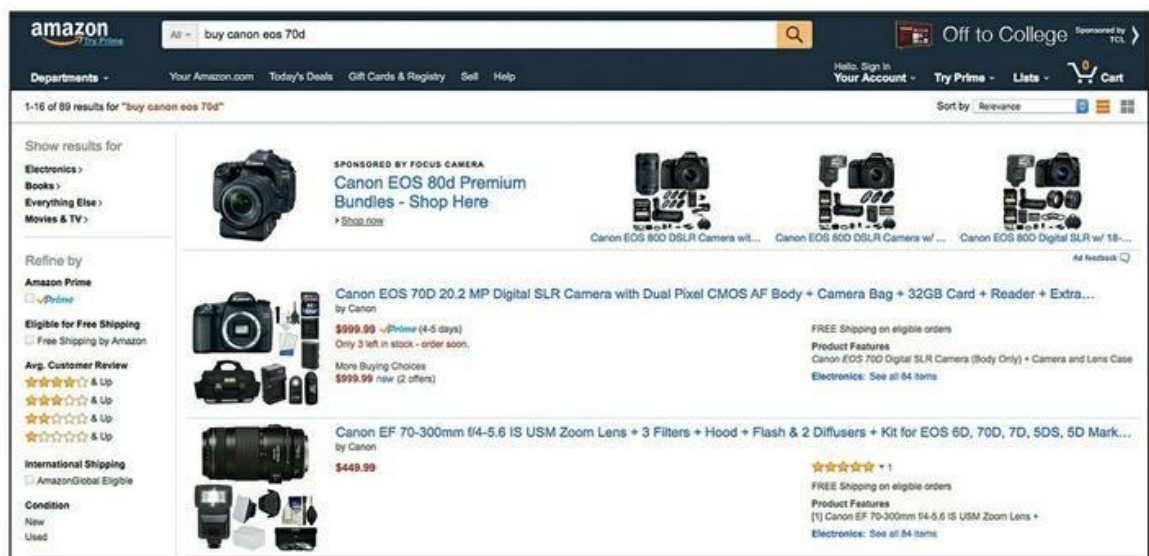 amazon
Try Prime
All
buy canon eos 70d
Off to College
Sponsored by
TCL
Departments
Your Amazon.com Today's Deals Gift Cards & Registry Sell Help
Hello. Sign in
Your Account
Try Prime
Lists
0
Cart
1-16 of 89 results for "buy canon eos 70d"
Sort by Relevance
Show results for
Electronics >
Books >
Everything Else >
Movies & TV >
Refine by
Amazon Prime
Prime
Eligible for Free Shipping
Free Shipping by Amazon
Avg. Customer Review
& Up
& Up
& Up
& Up
International Shipping
AmazonGlobal Eligible
Condition
New
Used
SPONSORED BY FOCUS CAMERA
Canon EOS 80d Premium
Bundles - Shop Here
Shop now
Canon EOS 80D DSLR Camera wit...
Canon EOS 80D DSLR Camera w/ ...
Canon EOS 80D Digital SLR w/ 18-...
Ad feedback
Canon EOS 70D 20.2 MP Digital SLR Camera with Dual Pixel CMOS AF Body + Camera Bag + 32GB Card + Reader + Extra...
by Canon
$999.99 Prime (4-5 days)
Only 3 left in stock - order soon.
More Buying Choices
$999.99 new (2 offers)
FREE Shipping on eligible orders
Product Features
Canon EOS 70D Digital SLR Camera (Body Only) + Camera and Lens Case
Electronics: See all 84 items
Canon EF 70-300mm f/4-5.6 IS USM Zoom Lens + 3 Filters + Hood + Flash & 2 Diffusers + Kit for EOS 6D, 70D, 7D, 5DS, 5D Mark...
by Canon
$449.99
1
FREE Shipping on eligible orders
Product Features
[1] Canon EF 70-300mm f/4-5.6 IS USM Zoom Lens +
Electronics: See all 84 items